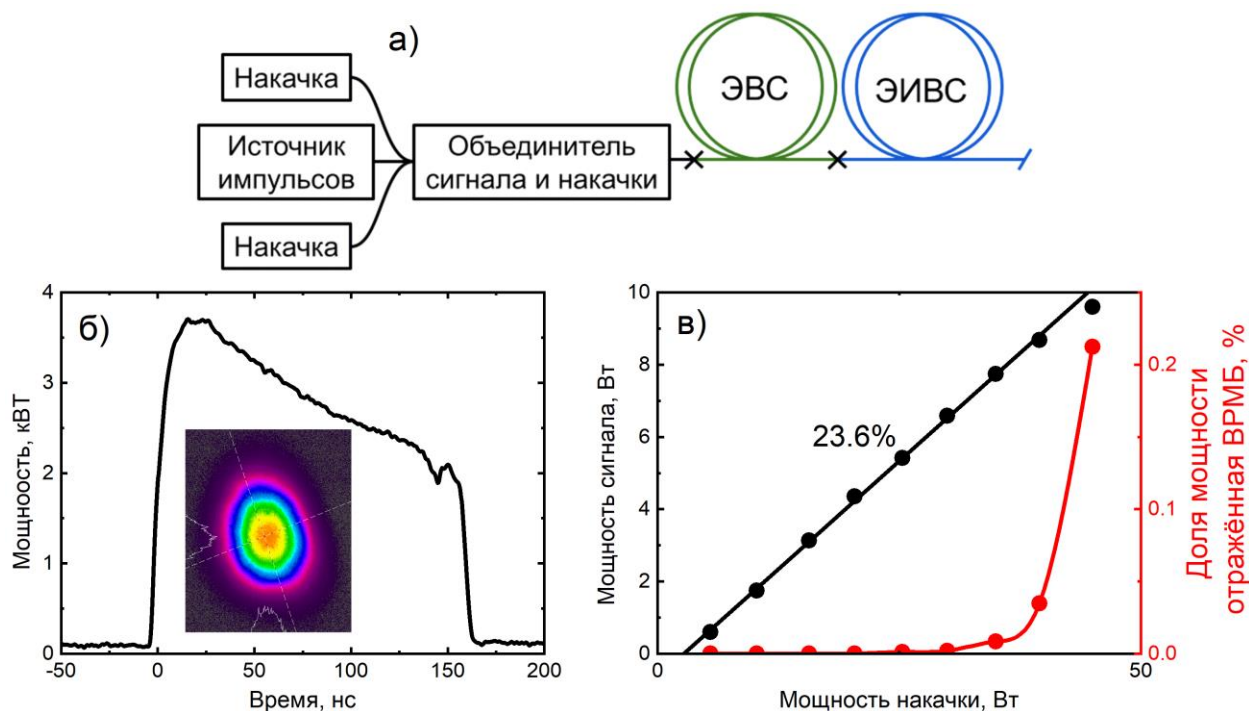 а)
Накачка
Источник
импульсов
Накачка
Объединитель
сигнала и накачки
ЭВС
ЭИВС
б)
4
3
2
1
0
-50
0
50
100
150
200
Мощноость, кВТ
Время, нс
в)
10
8
6
4
2
0
0
50
23.6%
Мощность сигнала, Вт
Мощность накачки, Вт
0.2
0.1
0.0
Доля мощности
отражённая ВРМБ, %